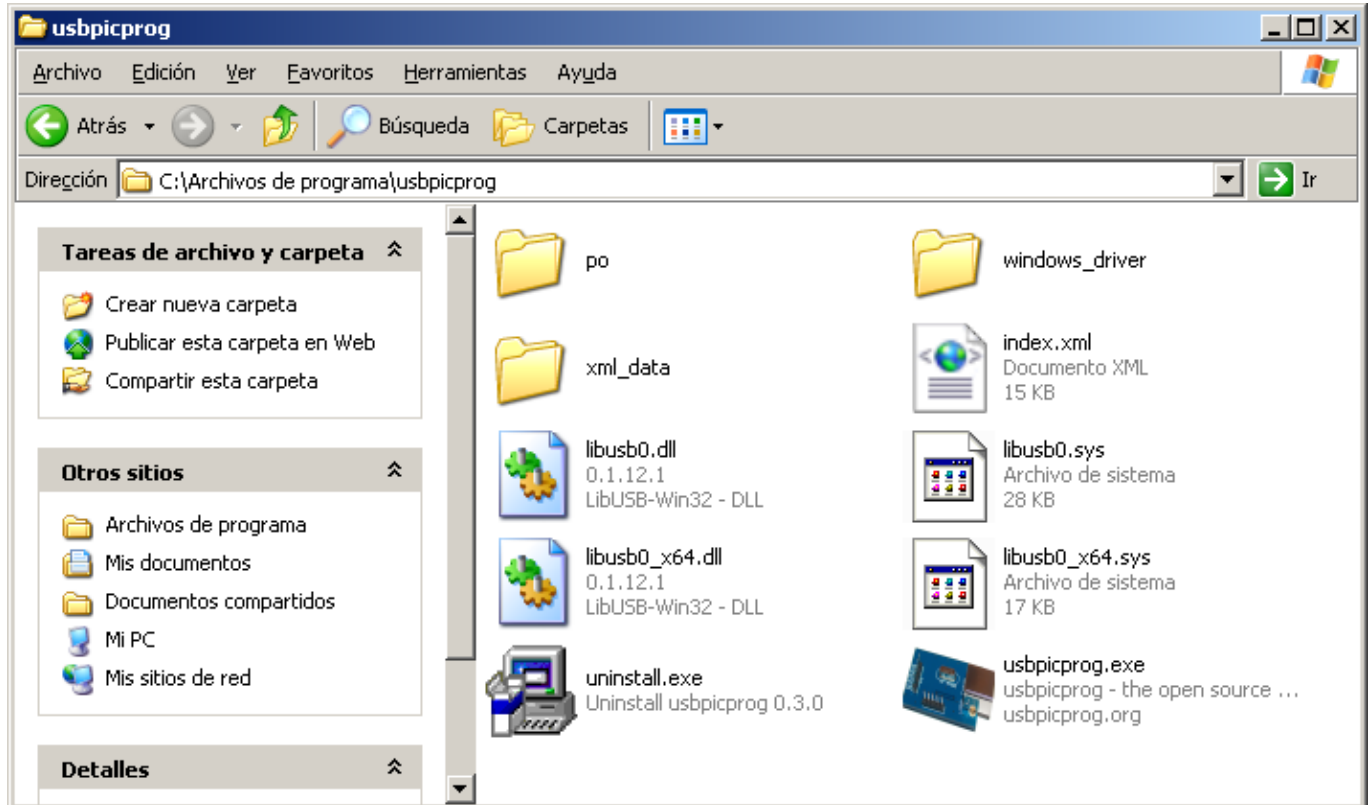 usbpicprog
Archivo Edición Ver Favoritos Herramientas Ayuda
Atrás Búsqueda Carpetas
Dirección C:\Archivos de programa\usbpicprog Ir
Tareas de archivo y carpeta
Crear nueva carpeta
Publicar esta carpeta en Web
Compartir esta carpeta
Otros sitios
Archivos de programa
Mis documentos
Documentos compartidos
Mi PC
Mis sitios de red
Detalles
po
windows_driver
xml_data
index.xml
Documento XML
15 KB
libusb0.dll
0.1.12.1
LibUSB-Win32 - DLL
libusb0.sys
Archivo de sistema
28 KB
libusb0_x64.dll
0.1.12.1
LibUSB-Win32 - DLL
libusb0_x64.sys
Archivo de sistema
17 KB
uninstall.exe
Uninstall usbpicprog 0.3.0
usbpicprog.exe
usbpicprog - the open source ...
usbpicprog.org